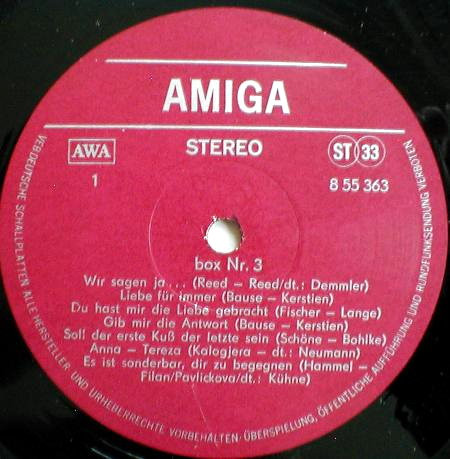 AMIGA
AWA
STEREO
ST 33
1
8 55 363
box Nr. 3
Wir sagen ja . . . (Reed – Reed/dt.: Demmler)
Liebe für immer (Bause – Kerstien)
Du hast mir die Liebe gebracht (Fischer – Lange)
Gib mir die Antwort (Bause – Kerstien)
Soll der erste Kuß der letzte sein (Schöne – Bohlke)
Anna – Tereza (Kalogjera – dt.: Neumann)
Es ist sonderbar, dir zu begegnen (Hammel –
Filan/Pavlickova/dt.: Kühne)
VEB DEUTSCHE SCHALLPLATTEN ALLE HERSTELLER- UND URHEBERRECHTE VORBEHALTEN·ÜBERSPIELUNG, ÖFFENTLICHE AUFFÜHRUNG UND RUNDFUNKSENDUNG VERBOTEN